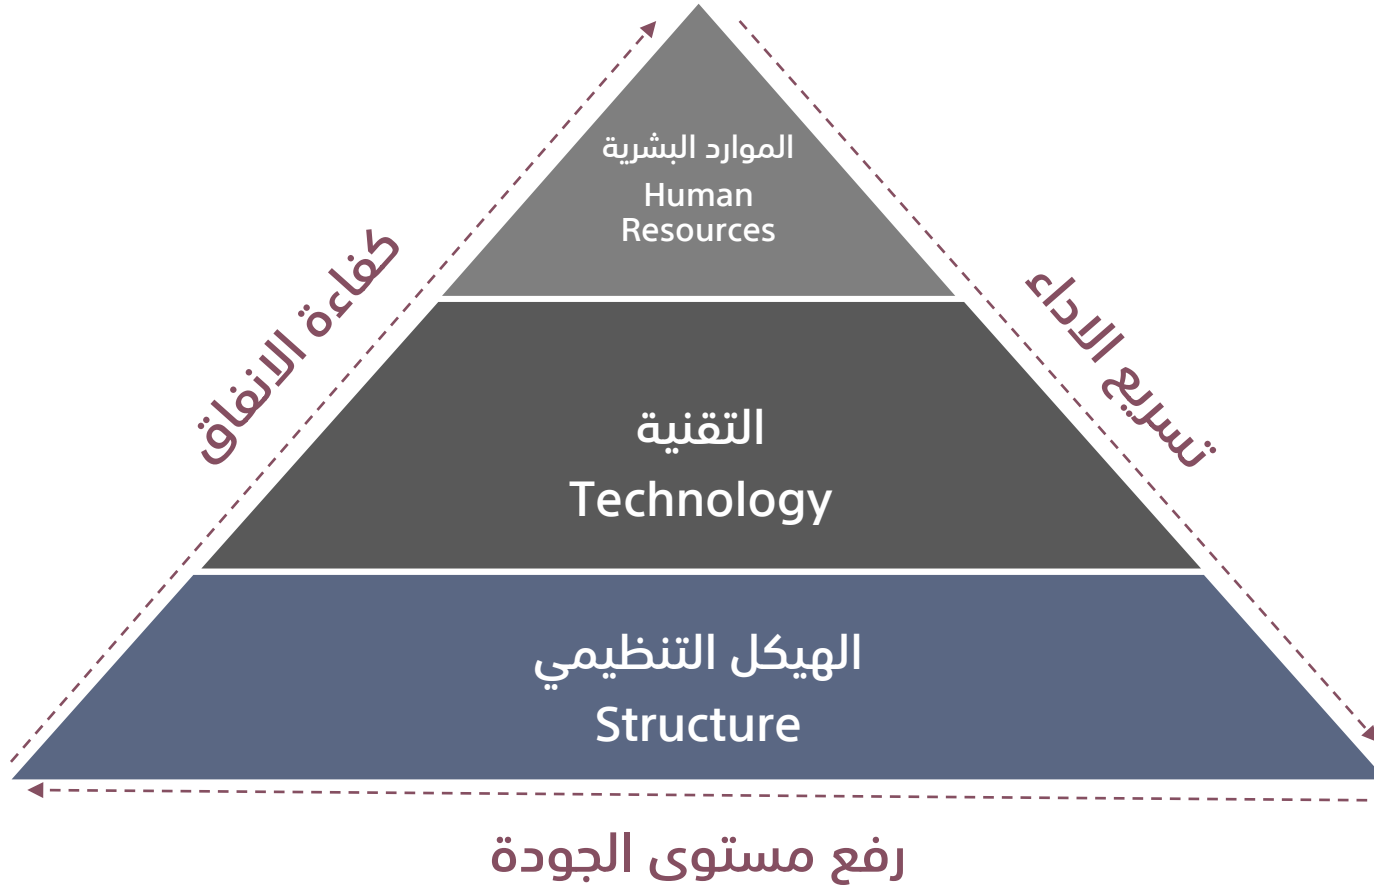 الموارد البشرية
Human
Resources
كفاءة الانفاق
تسريع الاداء
التقنية
Technology
الهيكل التنظيمي
Structure
رفع مستوى الجودة